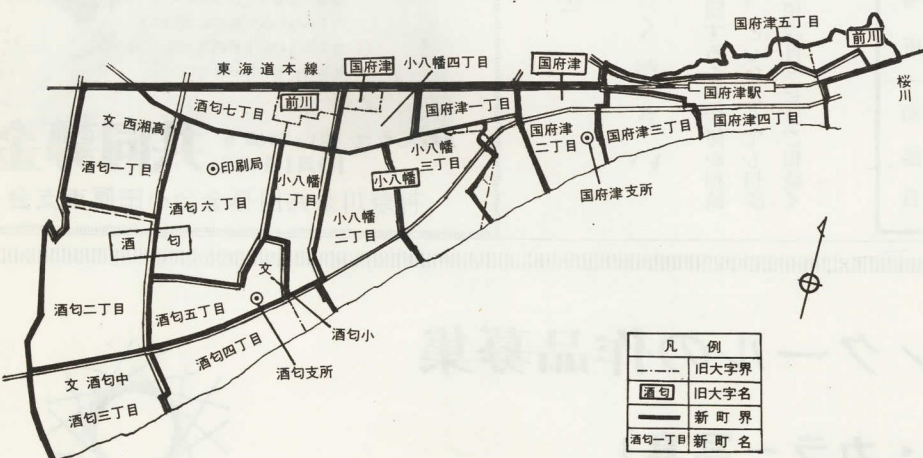 国府津五丁目
前川
桜川
東海道本線
国府津
小八幡四丁目
国府津
国府津駅
酒匂七丁目
前川
国府津一丁目
国府津
二丁目
国府津三丁目
国府津四丁目
文 西湘高
酒匂一丁目
印刷局
小八幡
一丁目
小八幡
三丁目
小八幡
国府津支所
酒匂六丁目
小八幡
二丁目
酒匂
文
酒匂二丁目
酒匂五丁目
酒匂小
酒匂四丁目
酒匂支所
文 酒匂中
酒匂三丁目
凡例
旧大字界
酒匂 旧大字名
新町界
酒匂一丁目 新町名